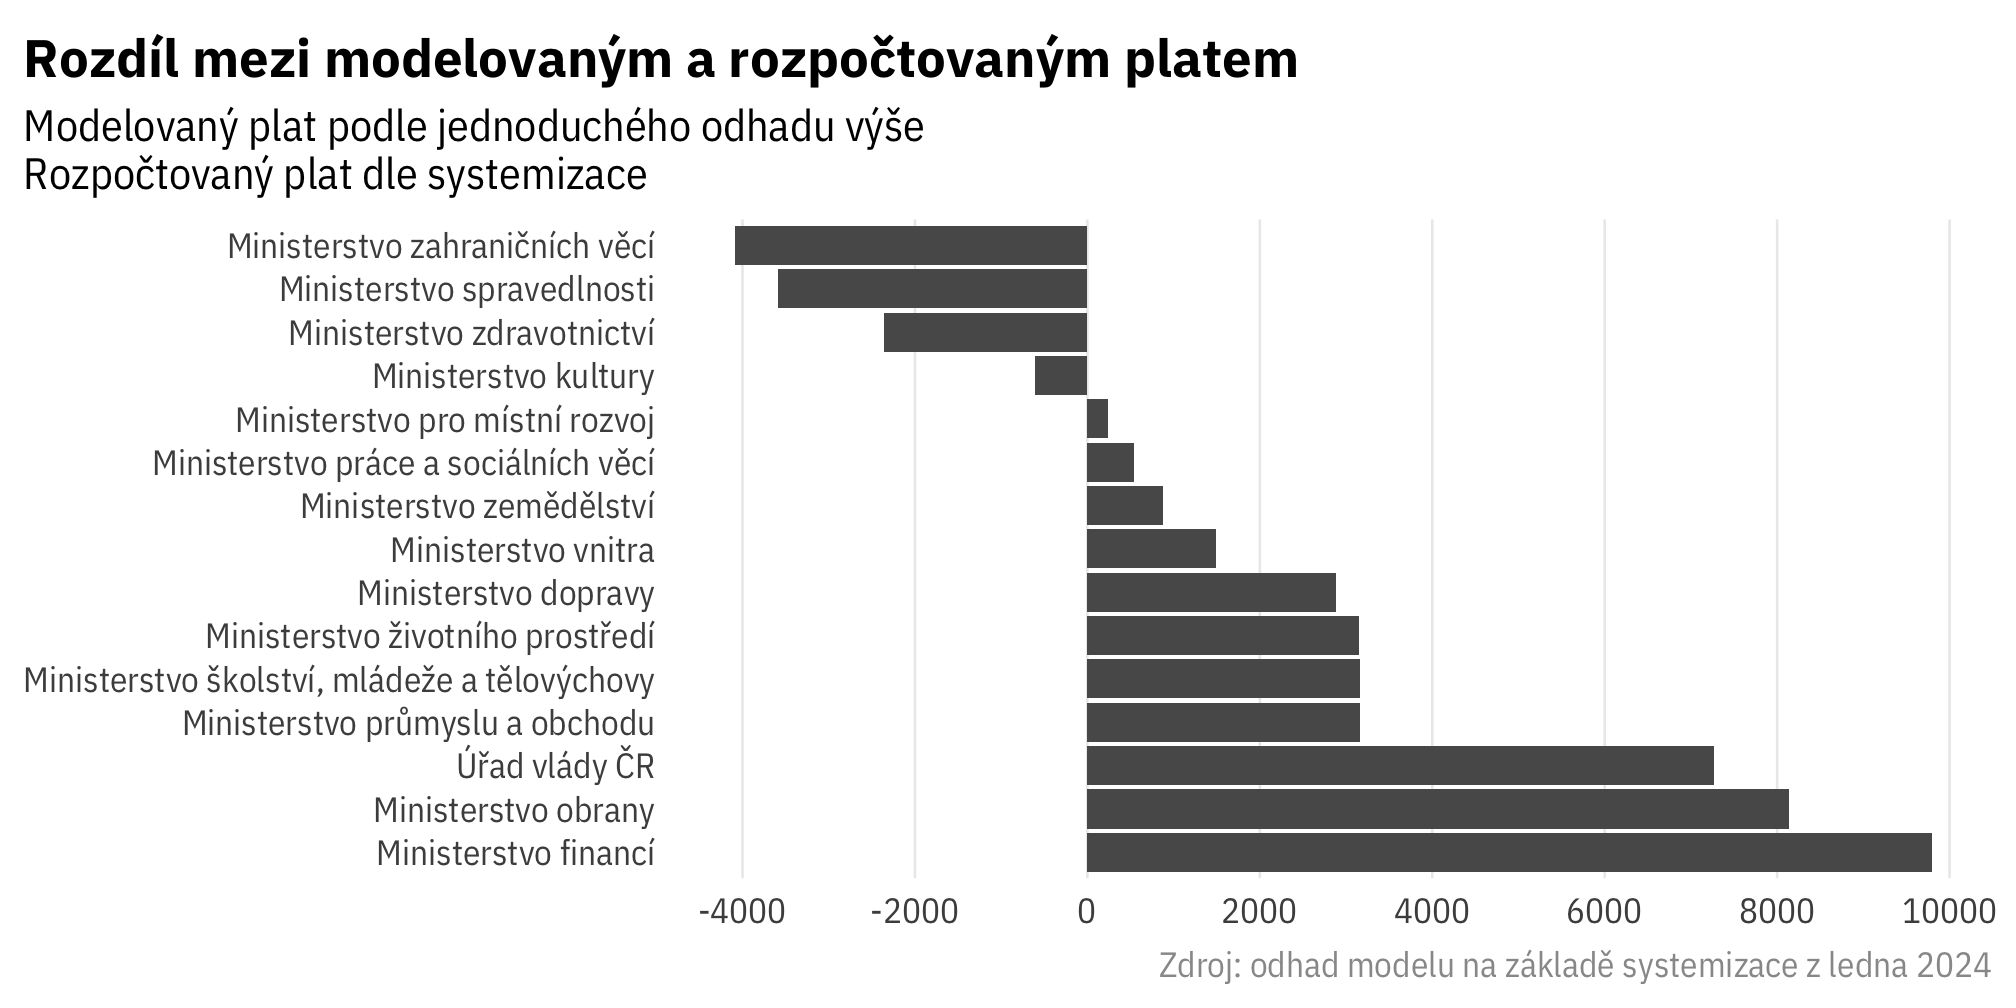 Rozdíl mezi modelovaným a rozpočtovaným platem
Modelovaný plat podle jednoduchého odhadu výše
Rozpočtovaný plat dle systemizace
Ministerstvo zahraničních věcí
Ministerstvo spravedlnosti
Ministerstvo zdravotnictví
Ministerstvo kultury
Ministerstvo pro místní rozvoj
Ministerstvo práce a sociálních věcí
Ministerstvo zemědělství
Ministerstvo vnitra
Ministerstvo dopravy
Ministerstvo životního prostředí
Ministerstvo školství, mládeže a tělovýchovy
Ministerstvo průmyslu a obchodu
Úřad vlády ČR
Ministerstvo obrany
Ministerstvo financí
-4000 -2000 0 2000 4000 6000 8000 10000
Zdroj: odhad modelu na základě systemizace z ledna 2024